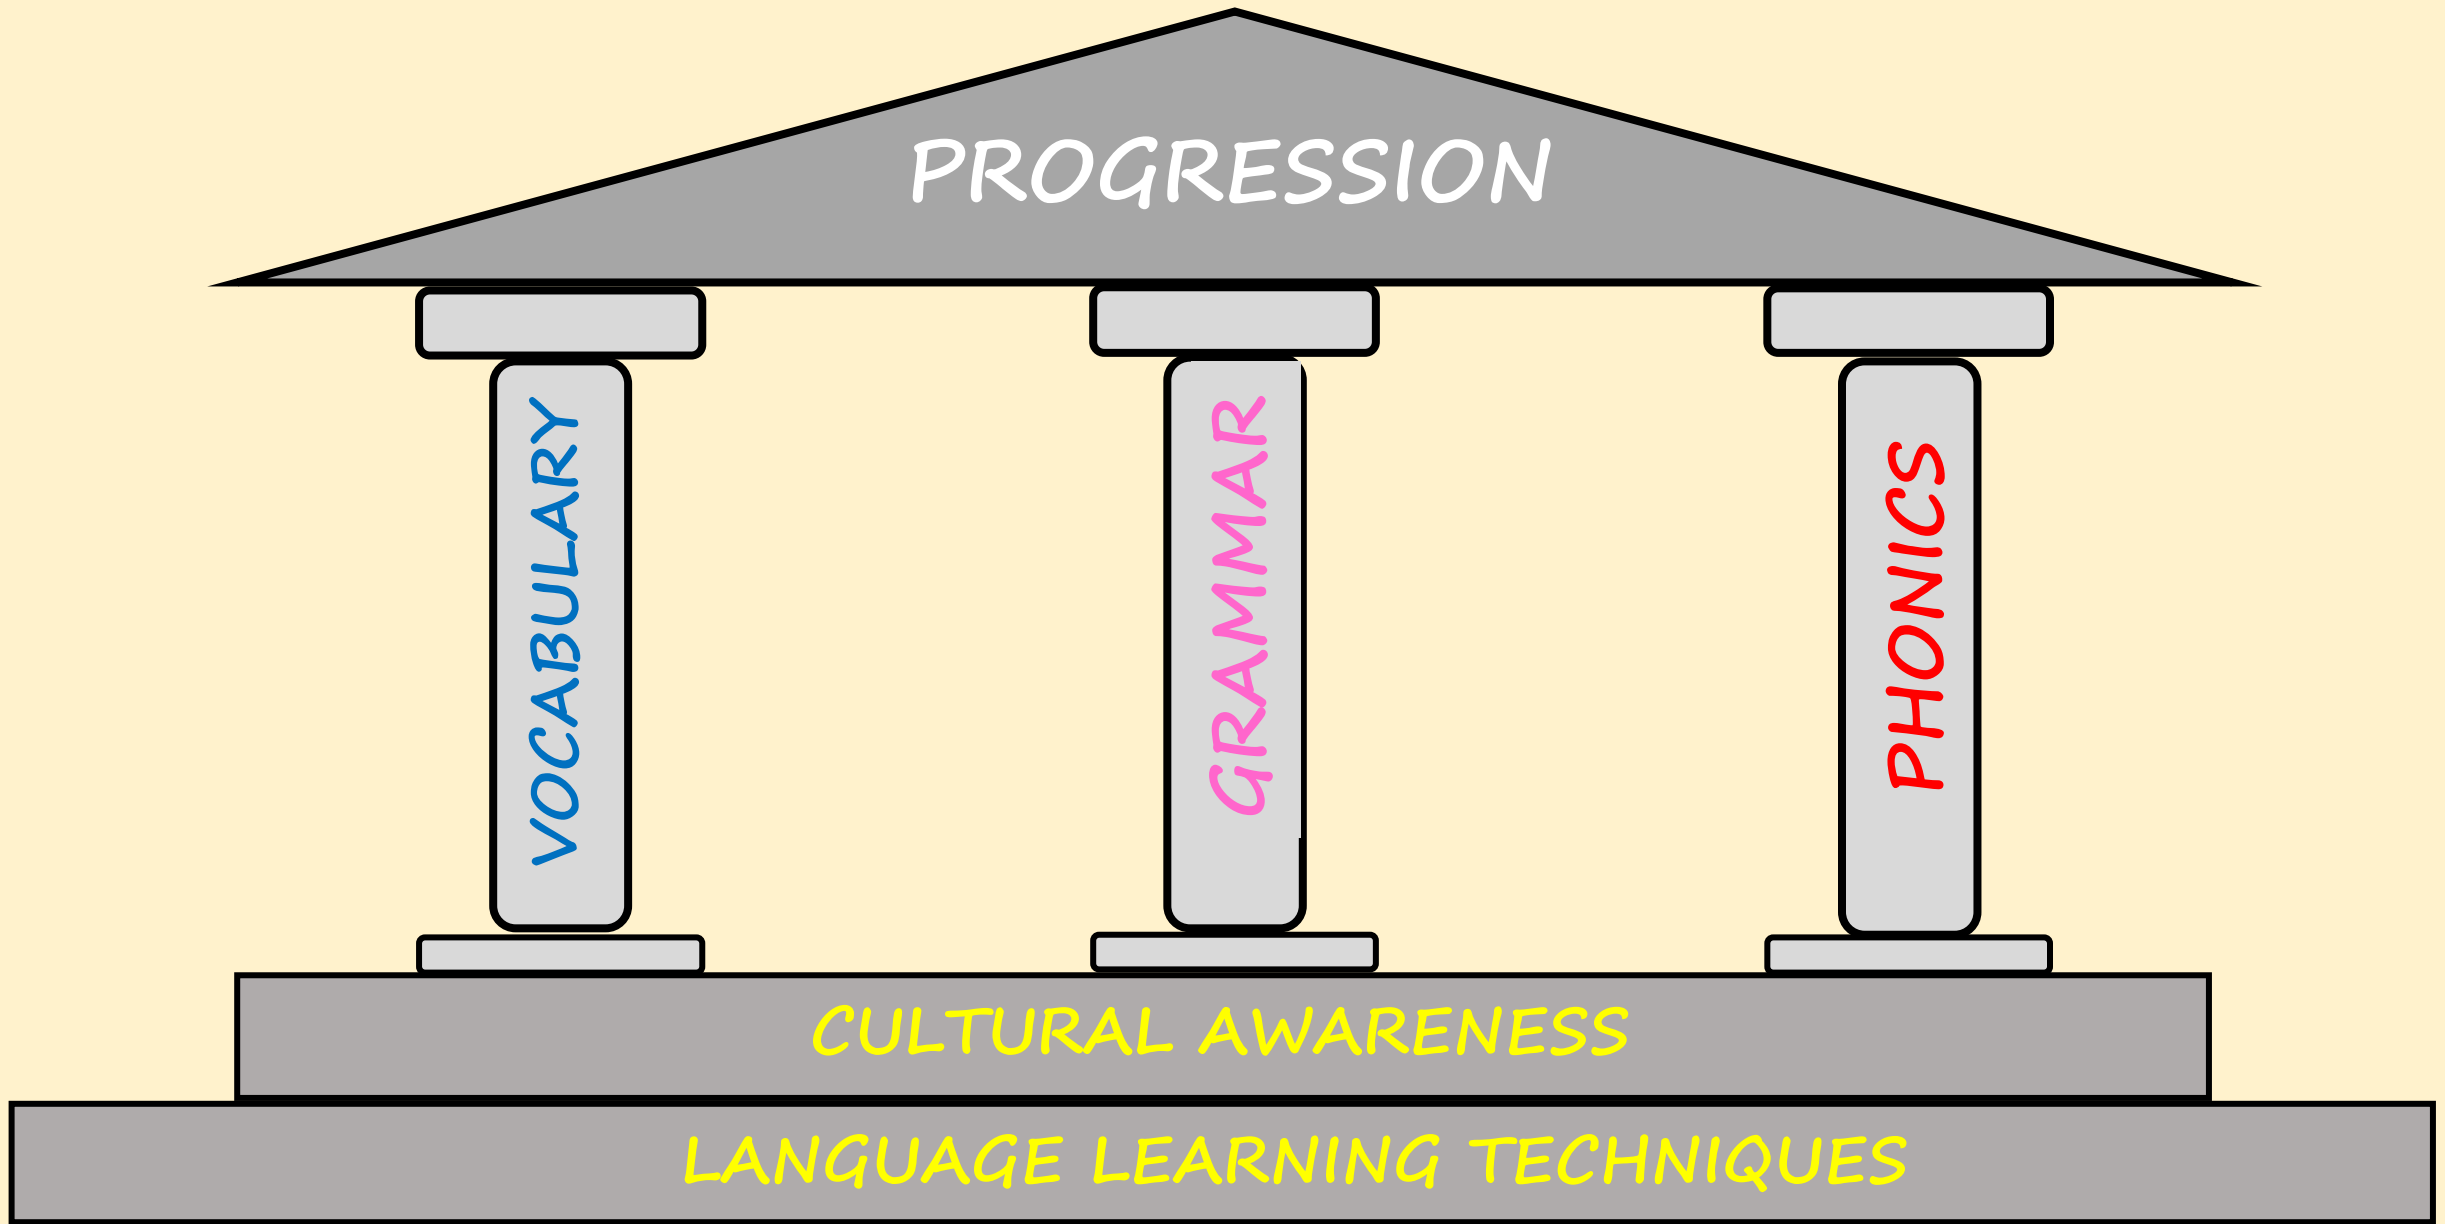 PROGRESSION
VOCABULARY
GRAMMAR
PHONICS
CULTURAL AWARENESS
LANGUAGE LEARNING TECHNIQUES